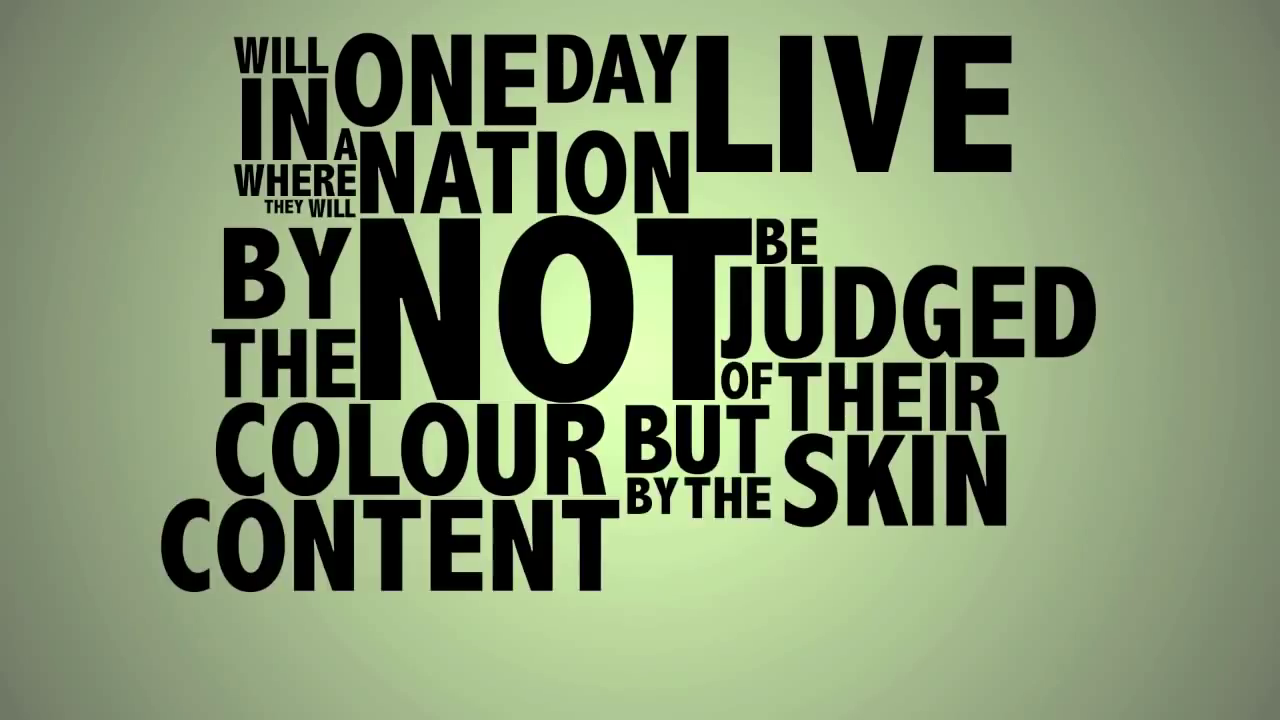 WILL ONE DAY LIVE
IN A NATION
WHERE
THEY WILL
NOT BE
JUDGED
BY
THE
COLOUR
OF THEIR
SKIN
BUT
BY THE
CONTENT